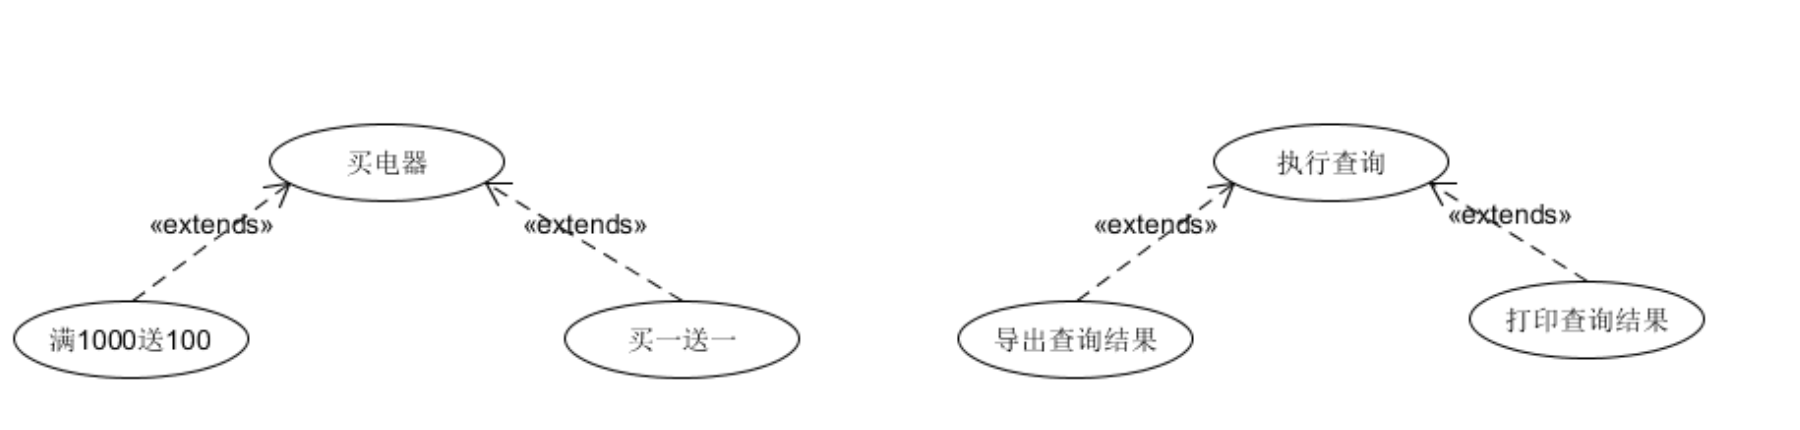 买电器
执行查询
«extends»
«extends»
«extends»
«extends»
满1000送100
买一送一
导出查询结果
打印查询结果